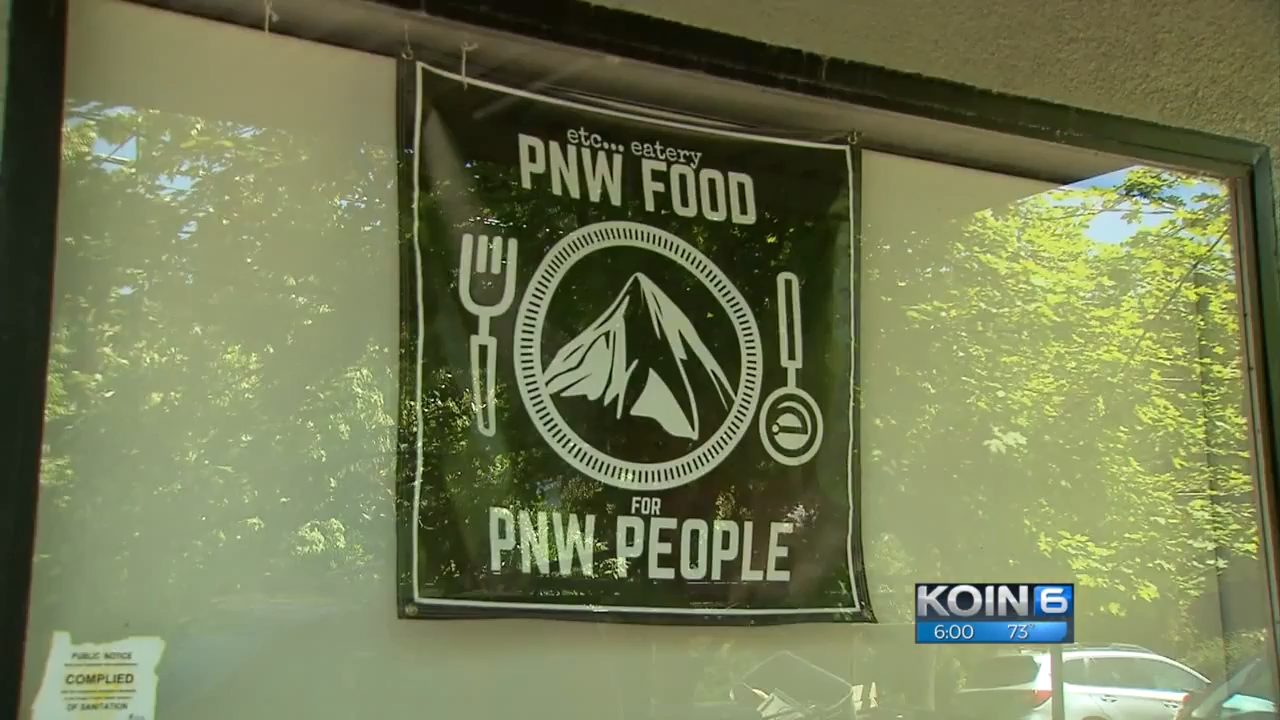 etc... eatery
PNW FOOD
FOR
PNW PEOPLE
KOIN 6
6:00 73°
PUBLIC NOTICE
COMPLIED
OF SANITATION